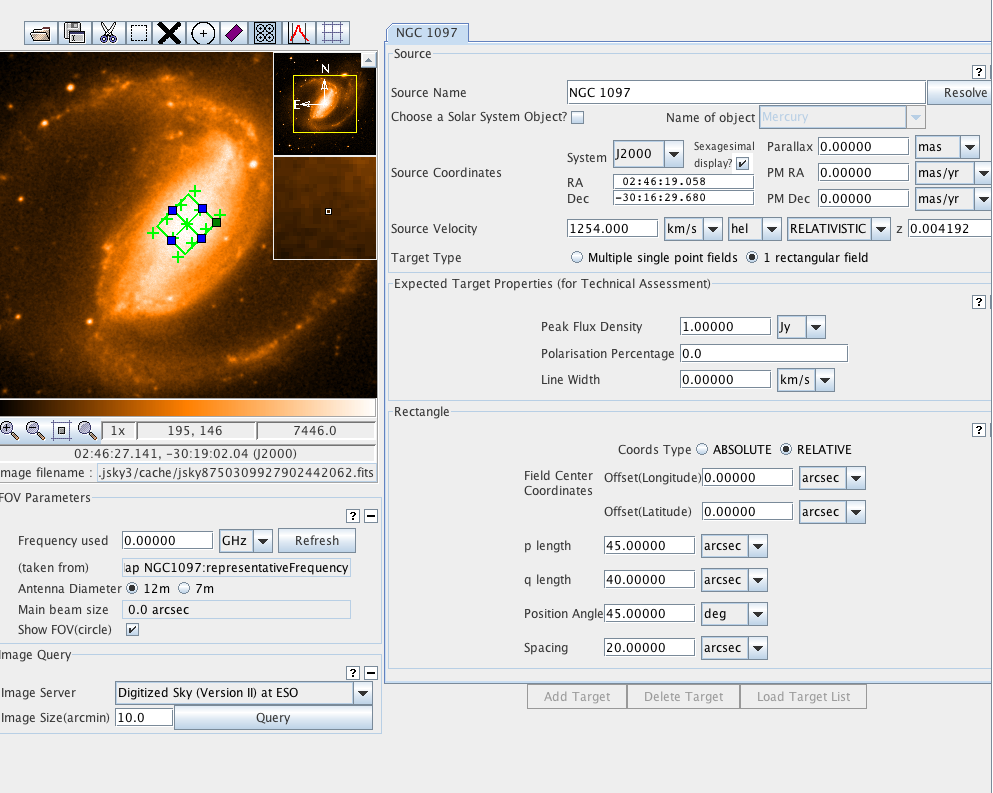 NGC 1097
Source
?
Source Name NGC 1097 Resolve
Choose a Solar System Object? Name of object Mercury
Source Coordinates System J2000 Sexagesimal display? Parallax 0.00000 mas
RA 02:46:19.058 PM RA 0.00000 mas/yr
Dec -30:16:29.680 PM Dec 0.00000 mas/yr
Source Velocity 1254.000 km/s hel RELATIVISTIC z 0.004192
Target Type Multiple single point fields 1 rectangular field
Expected Target Properties (for Technical Assessment)
?
Peak Flux Density 1.00000 Jy
Polarisation Percentage 0.0
Line Width 0.00000 km/s
Rectangle
?
Coords Type ABSOLUTE RELATIVE
Field Center Coordinates Offset(Longitude) 0.00000 arcsec
Offset(Latitude) 0.00000 arcsec
p length 45.00000 arcsec
q length 40.00000 arcsec
Position Angle 45.00000 deg
Spacing 20.00000 arcsec
Add Target Delete Target Load Target List
N
E
1x 195, 146 7446.0
02:46:27.141, -30:19:02.04 (J2000)
mage filename : .jsky3/cache/jsky8750309927902442062.fits
FOV Parameters
?
Frequency used 0.00000 GHz Refresh
(taken from) ap NGC1097:representativeFrequency
Antenna Diameter 12m 7m
Main beam size 0.0 arcsec
Show FOV(circle)
Image Query
?
Image Server Digitized Sky (Version II) at ESO
Image Size(arcmin) 10.0 Query